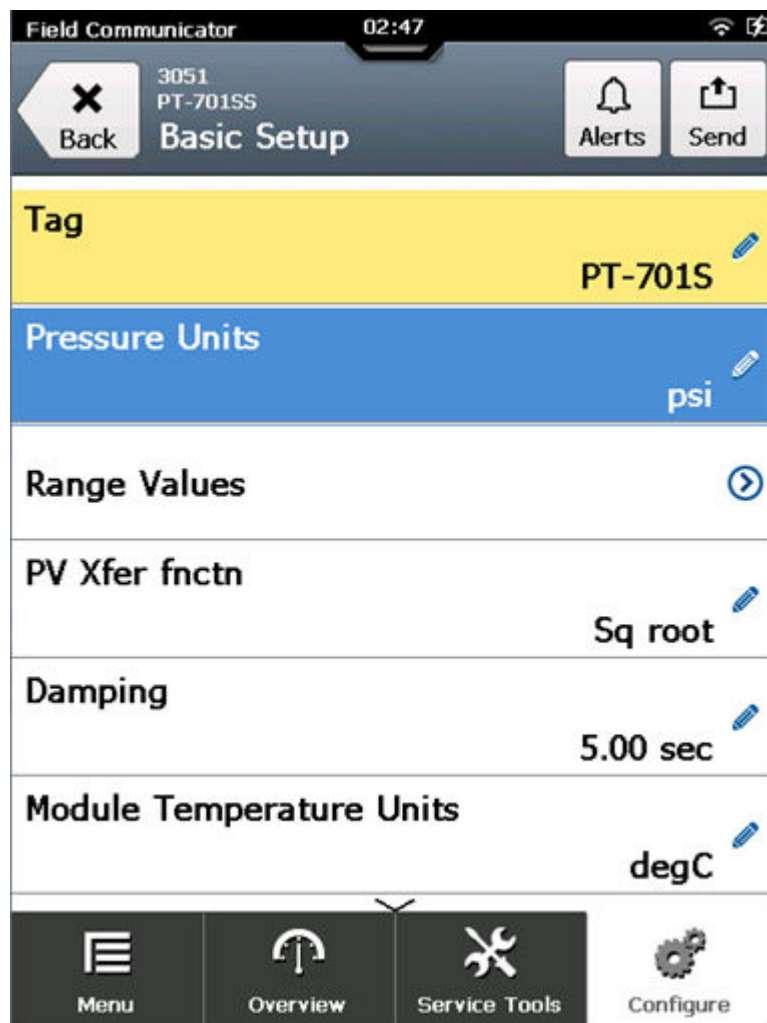 Field Communicator 02:47
3051
PT-701SS
Basic Setup
Back
Alerts
Send
Tag
PT-701S
Pressure Units
psi
Range Values
PV Xfer fnctn
Sq root
Damping
5.00 sec
Module Temperature Units
degC
Menu
Overview
Service Tools
Configure